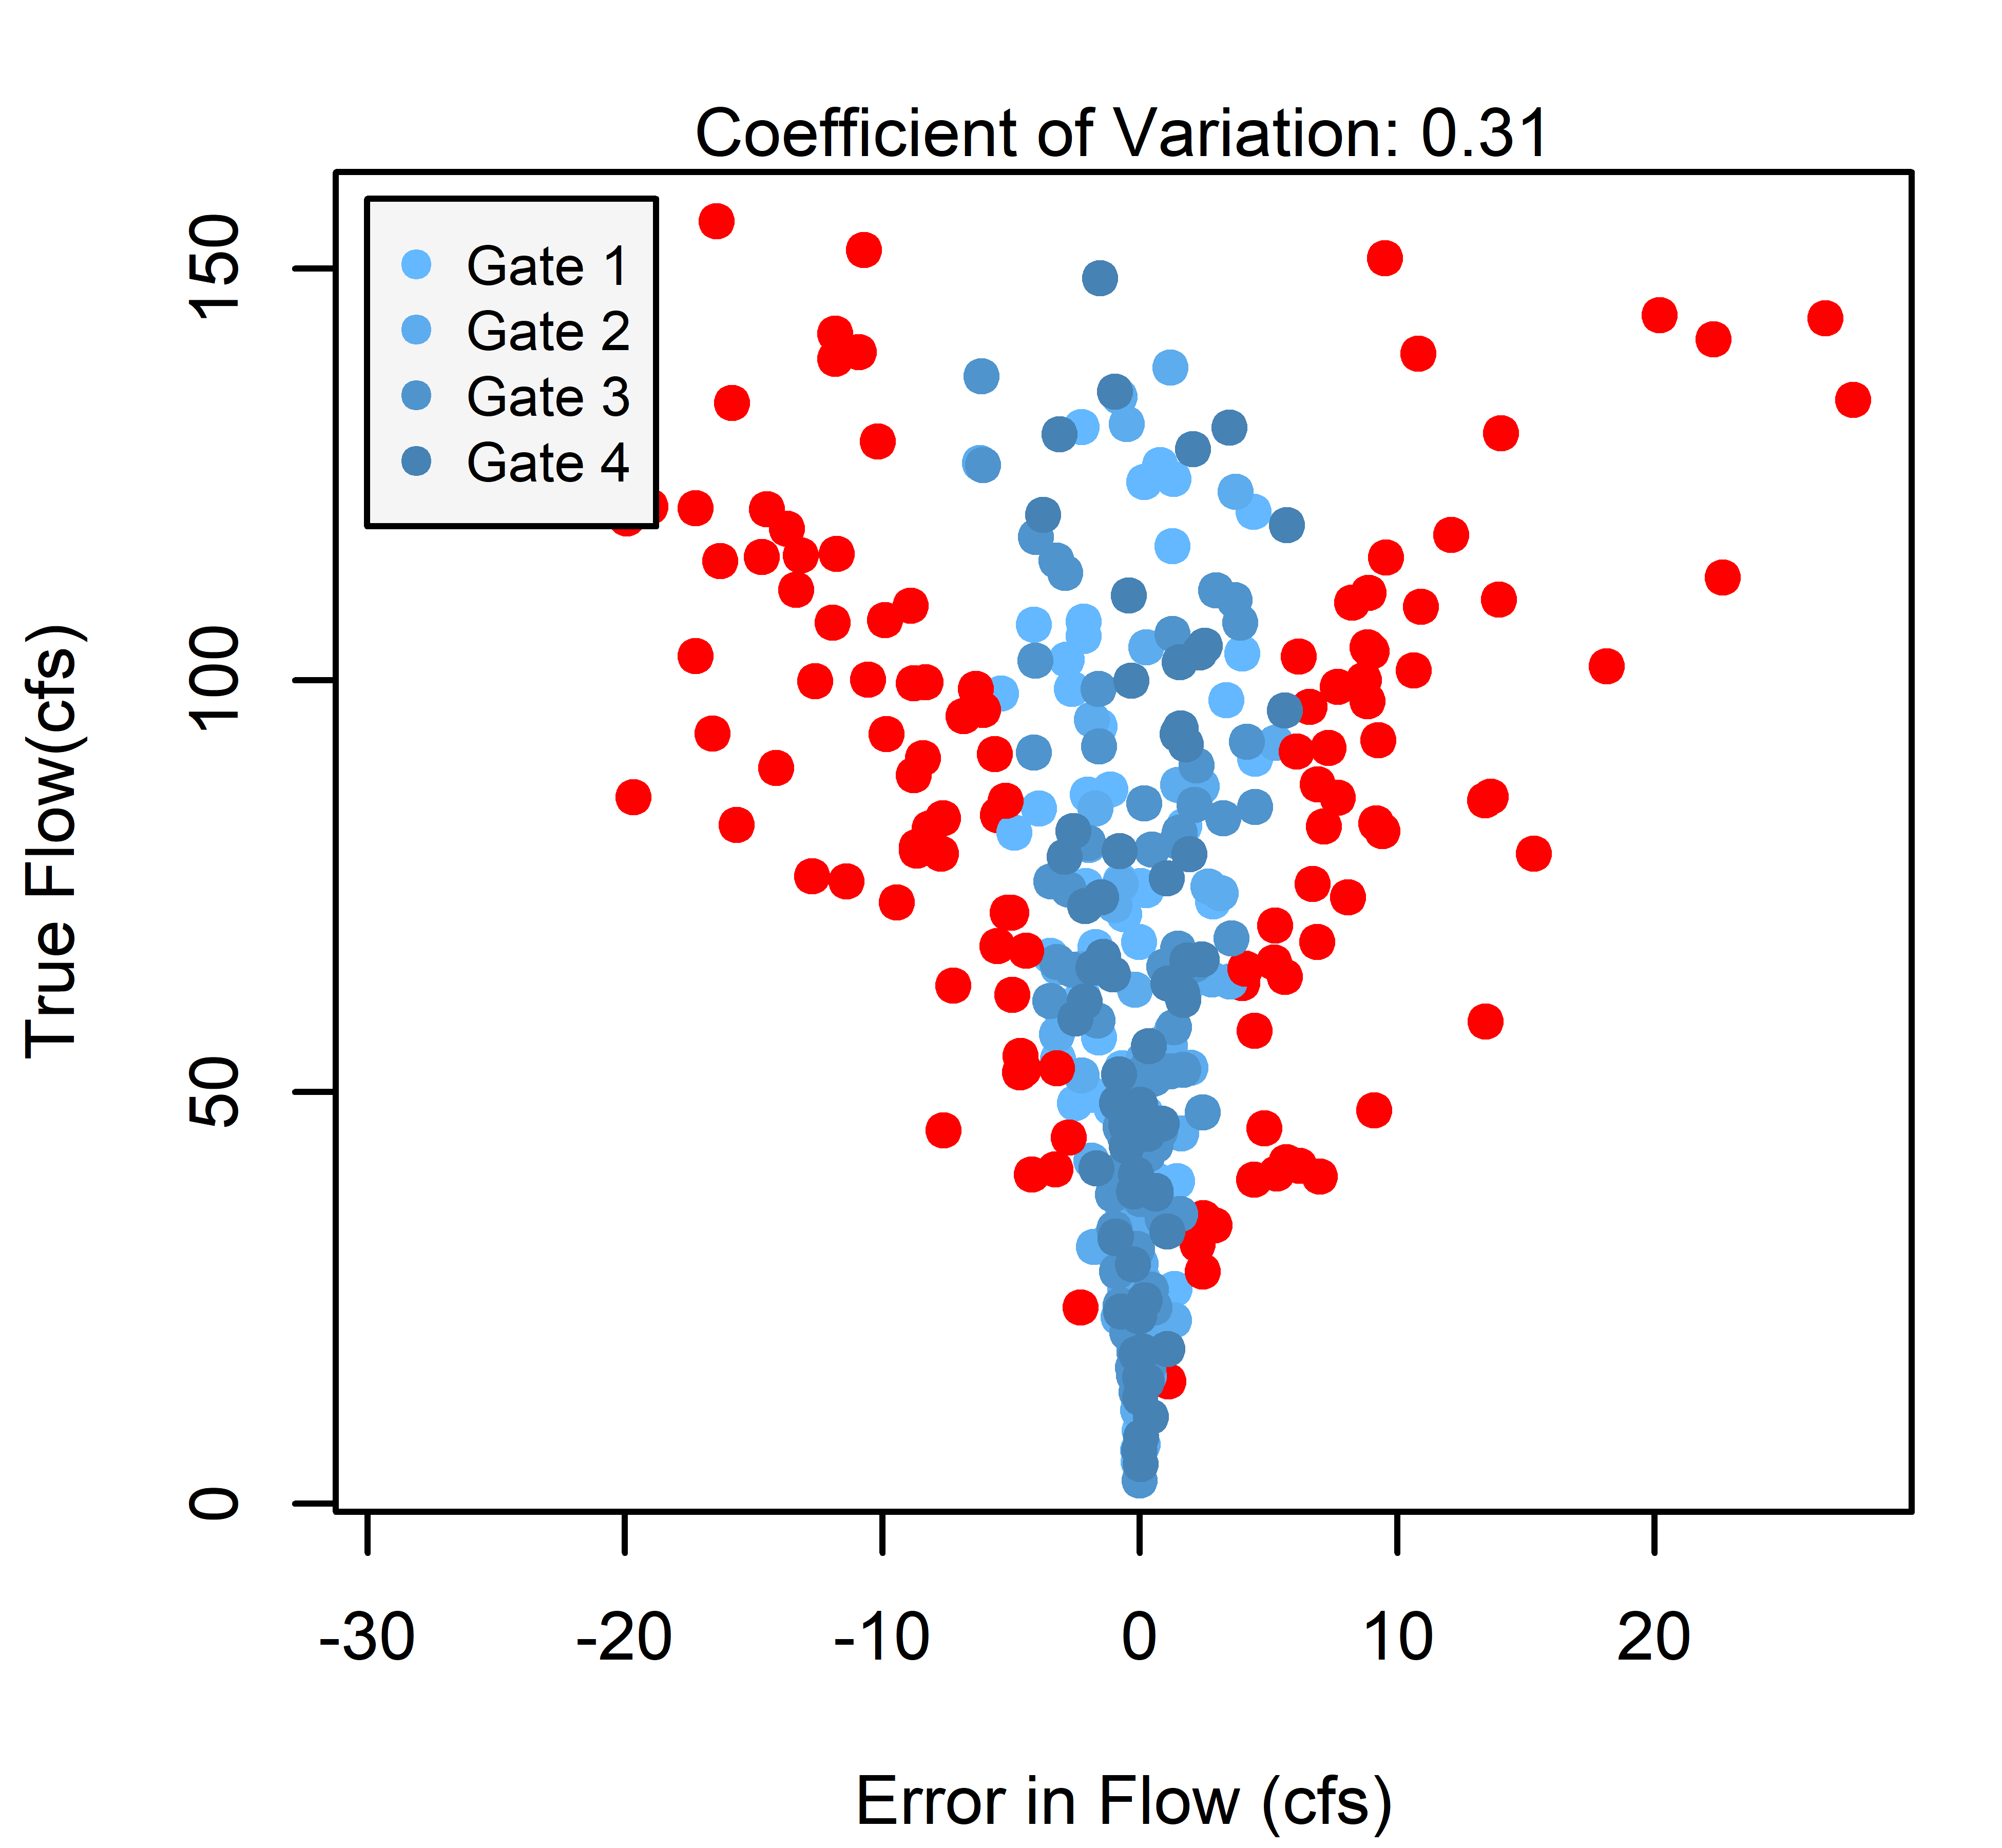 Coefficient of Variation: 0.31
Gate 1
Gate 2
Gate 3
Gate 4
True Flow(cfs)
150
100
50
0
-30 -20 -10 0 10 20
Error in Flow (cfs)